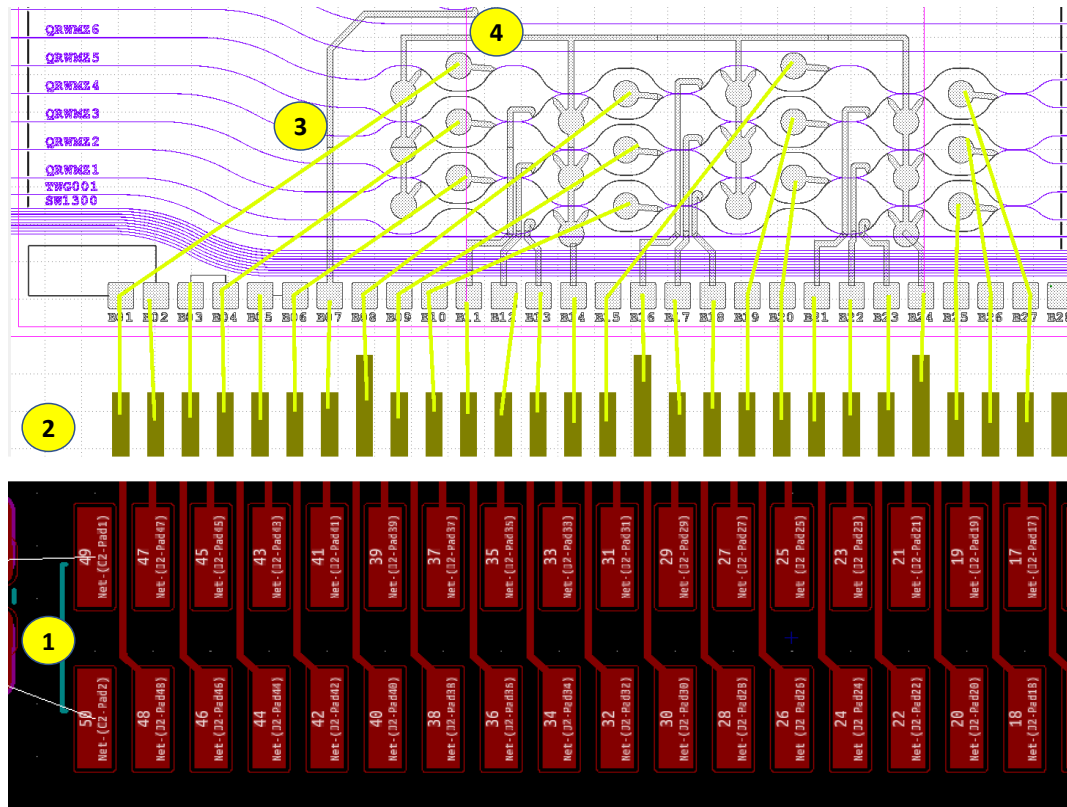 QRWMZ6
4
QRWMZ5
QRWMZ4
3
QRWMZ3
QRWMZ2
QRWMZ1
TWG001
SW1300
B01 B02 B03 B04 B05 B06 B07 B08 B09 B10 B11 B12 B13 B14 B15 B16 B17 B18 B19 B20 B21 B22 B23 B24 B25 B26 B27 B28
2
49 Net-(C2-Pad1)
47 Net-(J2-Pad47)
45 Net-(J2-Pad45)
43 Net-(J2-Pad43)
41 Net-(J2-Pad41)
39 Net-(J2-Pad39)
37 Net-(J2-Pad37)
35 Net-(J2-Pad35)
33 Net-(J2-Pad33)
31 Net-(J2-Pad31)
29 Net-(J2-Pad29)
27 Net-(J2-Pad27)
25 Net-(J2-Pad25)
23 Net-(J2-Pad23)
21 Net-(J2-Pad21)
19 Net-(J2-Pad19)
17 Net-(J2-Pad17)
1
50 Net-(C2-Pad2)
48 Net-(J2-Pad48)
46 Net-(J2-Pad46)
44 Net-(J2-Pad44)
42 Net-(J2-Pad42)
40 Net-(J2-Pad40)
38 Net-(J2-Pad38)
36 Net-(J2-Pad36)
34 Net-(J2-Pad34)
32 Net-(J2-Pad32)
30 Net-(J2-Pad30)
28 Net-(J2-Pad28)
26 Net-(J2-Pad26)
24 Net-(J2-Pad24)
22 Net-(J2-Pad22)
20 Net-(J2-Pad20)
18 Net-(J2-Pad18)